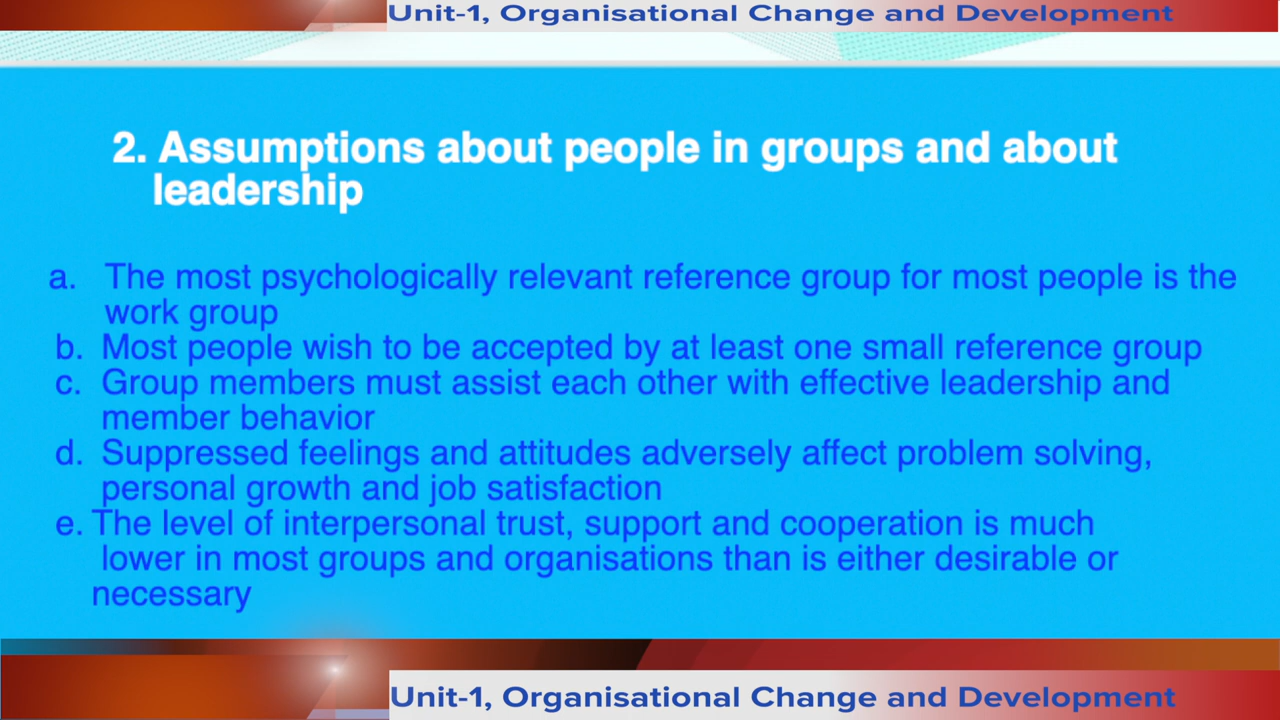 Unit-1, Organisational Change and Development
2. Assumptions about people in groups and about
leadership
a. The most psychologically relevant reference group for most people is the
work group
b. Most people wish to be accepted by at least one small reference group
c. Group members must assist each other with effective leadership and
member behavior
d. Suppressed feelings and attitudes adversely affect problem solving,
personal growth and job satisfaction
e. The level of interpersonal trust, support and cooperation is much
lower in most groups and organisations than is either desirable or
necessary
Unit-1, Organisational Change and Development